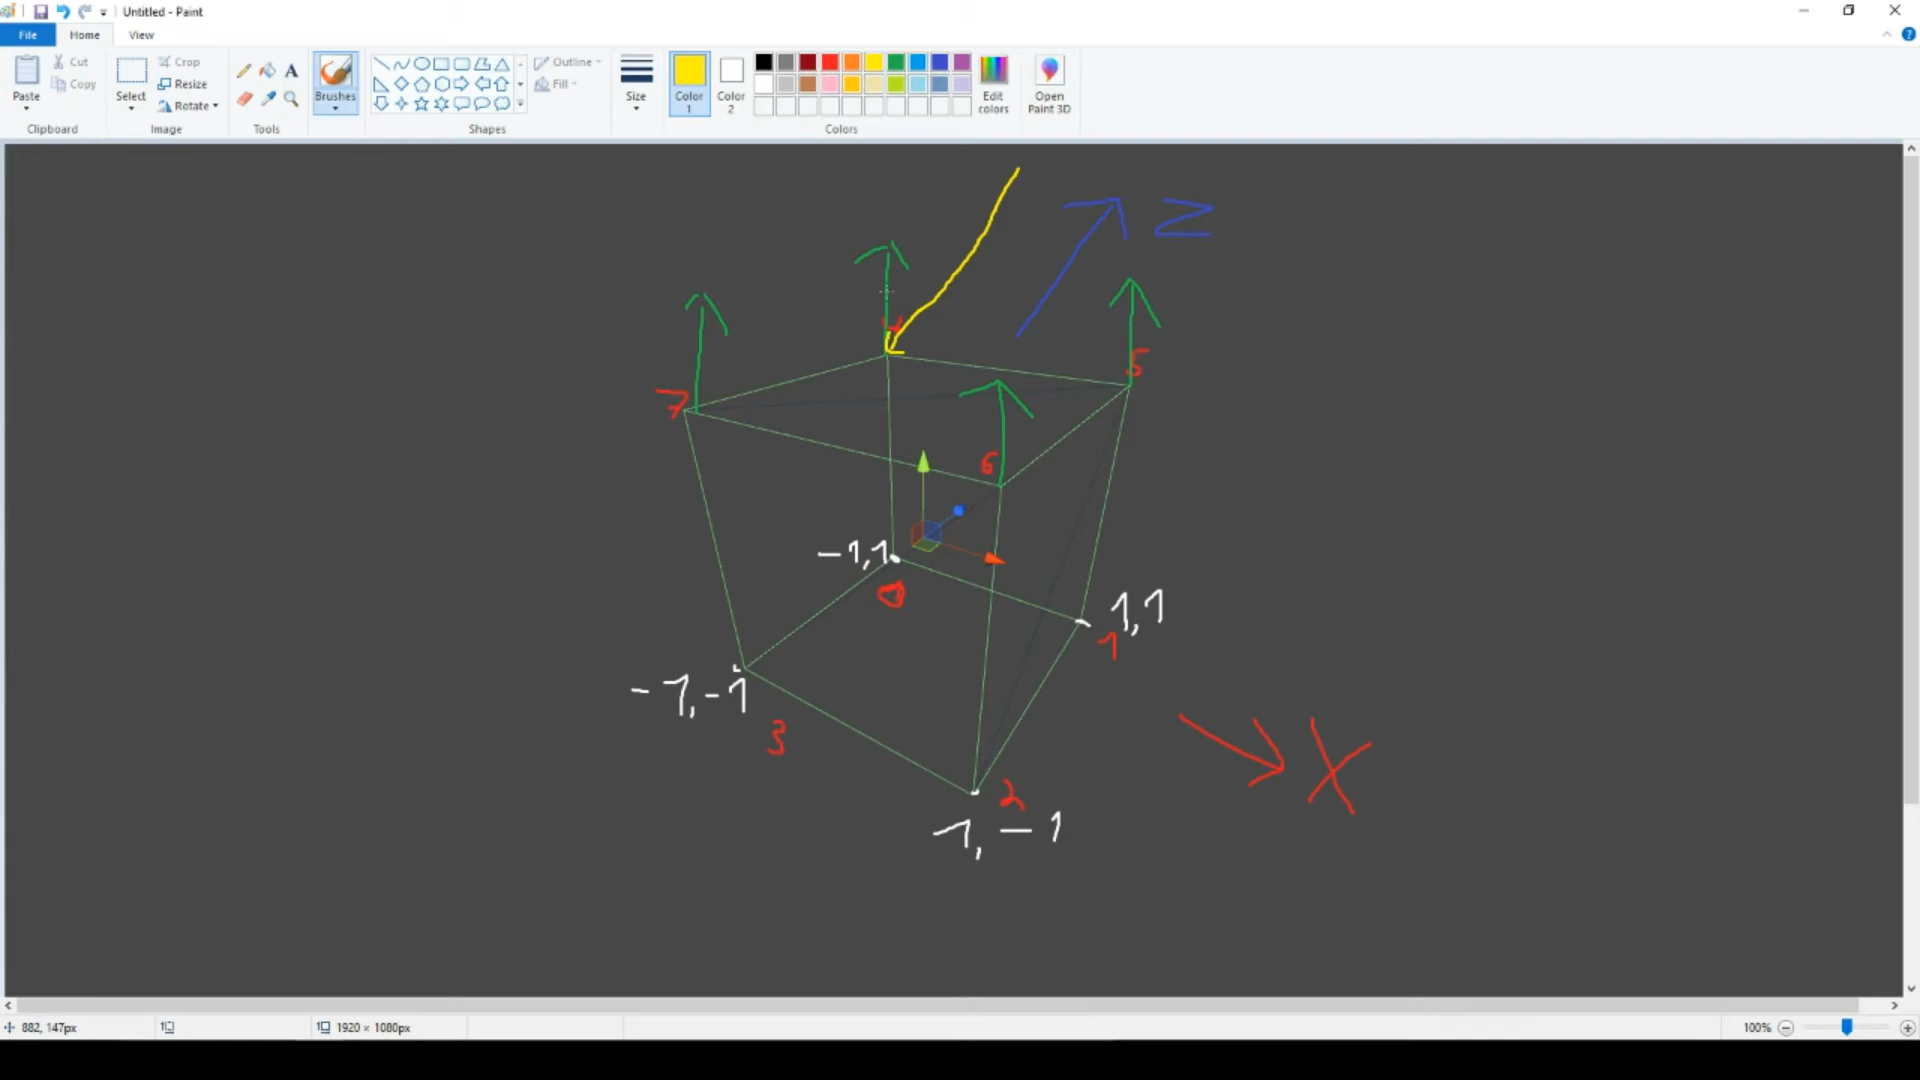 Untitled - Paint
File Home View
Paste
Cut
Copy
Clipboard
Select
Crop
Resize
Rotate
Image
A
Tools
Brushes
Shapes
Outline
Fill
Size
Color
1
Color
2
Edit
colors
Colors
Open
Paint 3D
Z
4
5
7
6
-1,1
0
1,1
1
-1,-1
3
X
2
1,-1
882, 147px
1920 × 1080px
100%